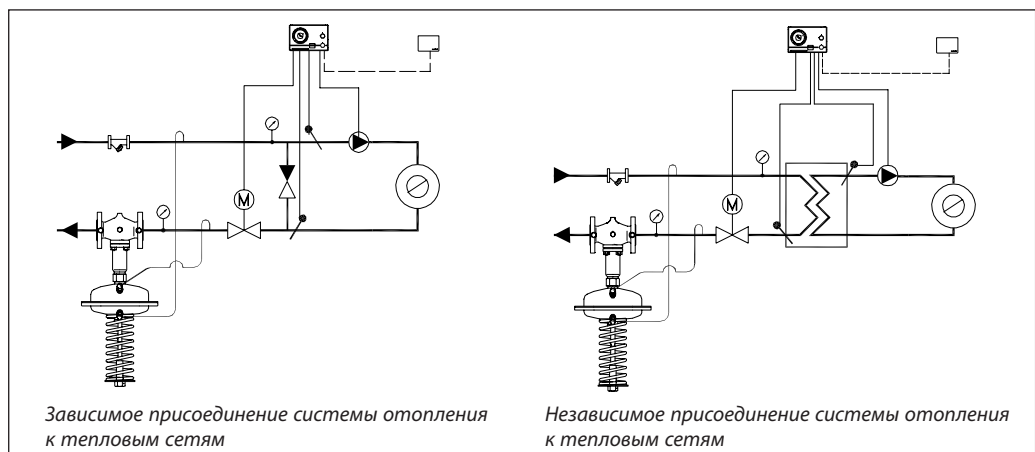 M
M
Зависимое присоединение системы отопления
к тепловым сетям
Независимое присоединение системы отопления
к тепловым сетям